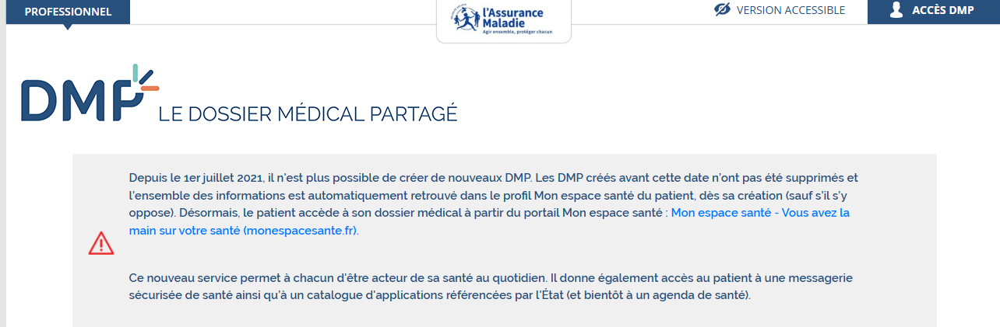 PROFESSIONNEL
l'Assurance
Maladie
Agir ensemble, protéger chacun
VERSION ACCESSIBLE
ACCÈS DMP
DMP LE DOSSIER MÉDICAL PARTAGÉ
Depuis le 1er juillet 2021, il n'est plus possible de créer de nouveaux DMP. Les DMP créés avant cette date n'ont pas été supprimés et
l'ensemble des informations est automatiquement retrouvé dans le profil Mon espace santé du patient, dès sa création (sauf s'il s'y
oppose). Désormais, le patient accède à son dossier médical à partir du portail Mon espace santé : Mon espace santé - Vous avez la
main sur votre santé (monespacesante.fr).
Ce nouveau service permet à chacun d'être acteur de sa santé au quotidien. Il donne également accès au patient à une messagerie
sécurisée de santé ainsi qu'à un catalogue d'applications référencées par l'État (et bientôt à un agenda de santé).